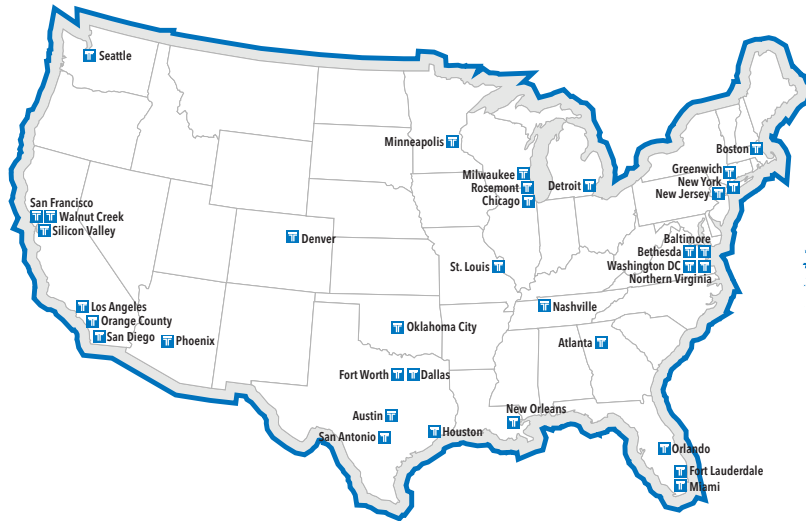 Seattle
Minneapolis
Boston
Milwaukee
Greenwich
Rosemont
Detroit
New York
Chicago
New Jersey
San Francisco
Walnut Creek
Silicon Valley
Denver
Baltimore
Bethesda
St. Louis
Washington DC
Northern Virginia
Los Angeles
Nashville
Orange County
Oklahoma City
San Diego
Phoenix
Atlanta
Fort Worth
Dallas
New Orleans
Austin
Houston
San Antonio
Orlando
Fort Lauderdale
Miami